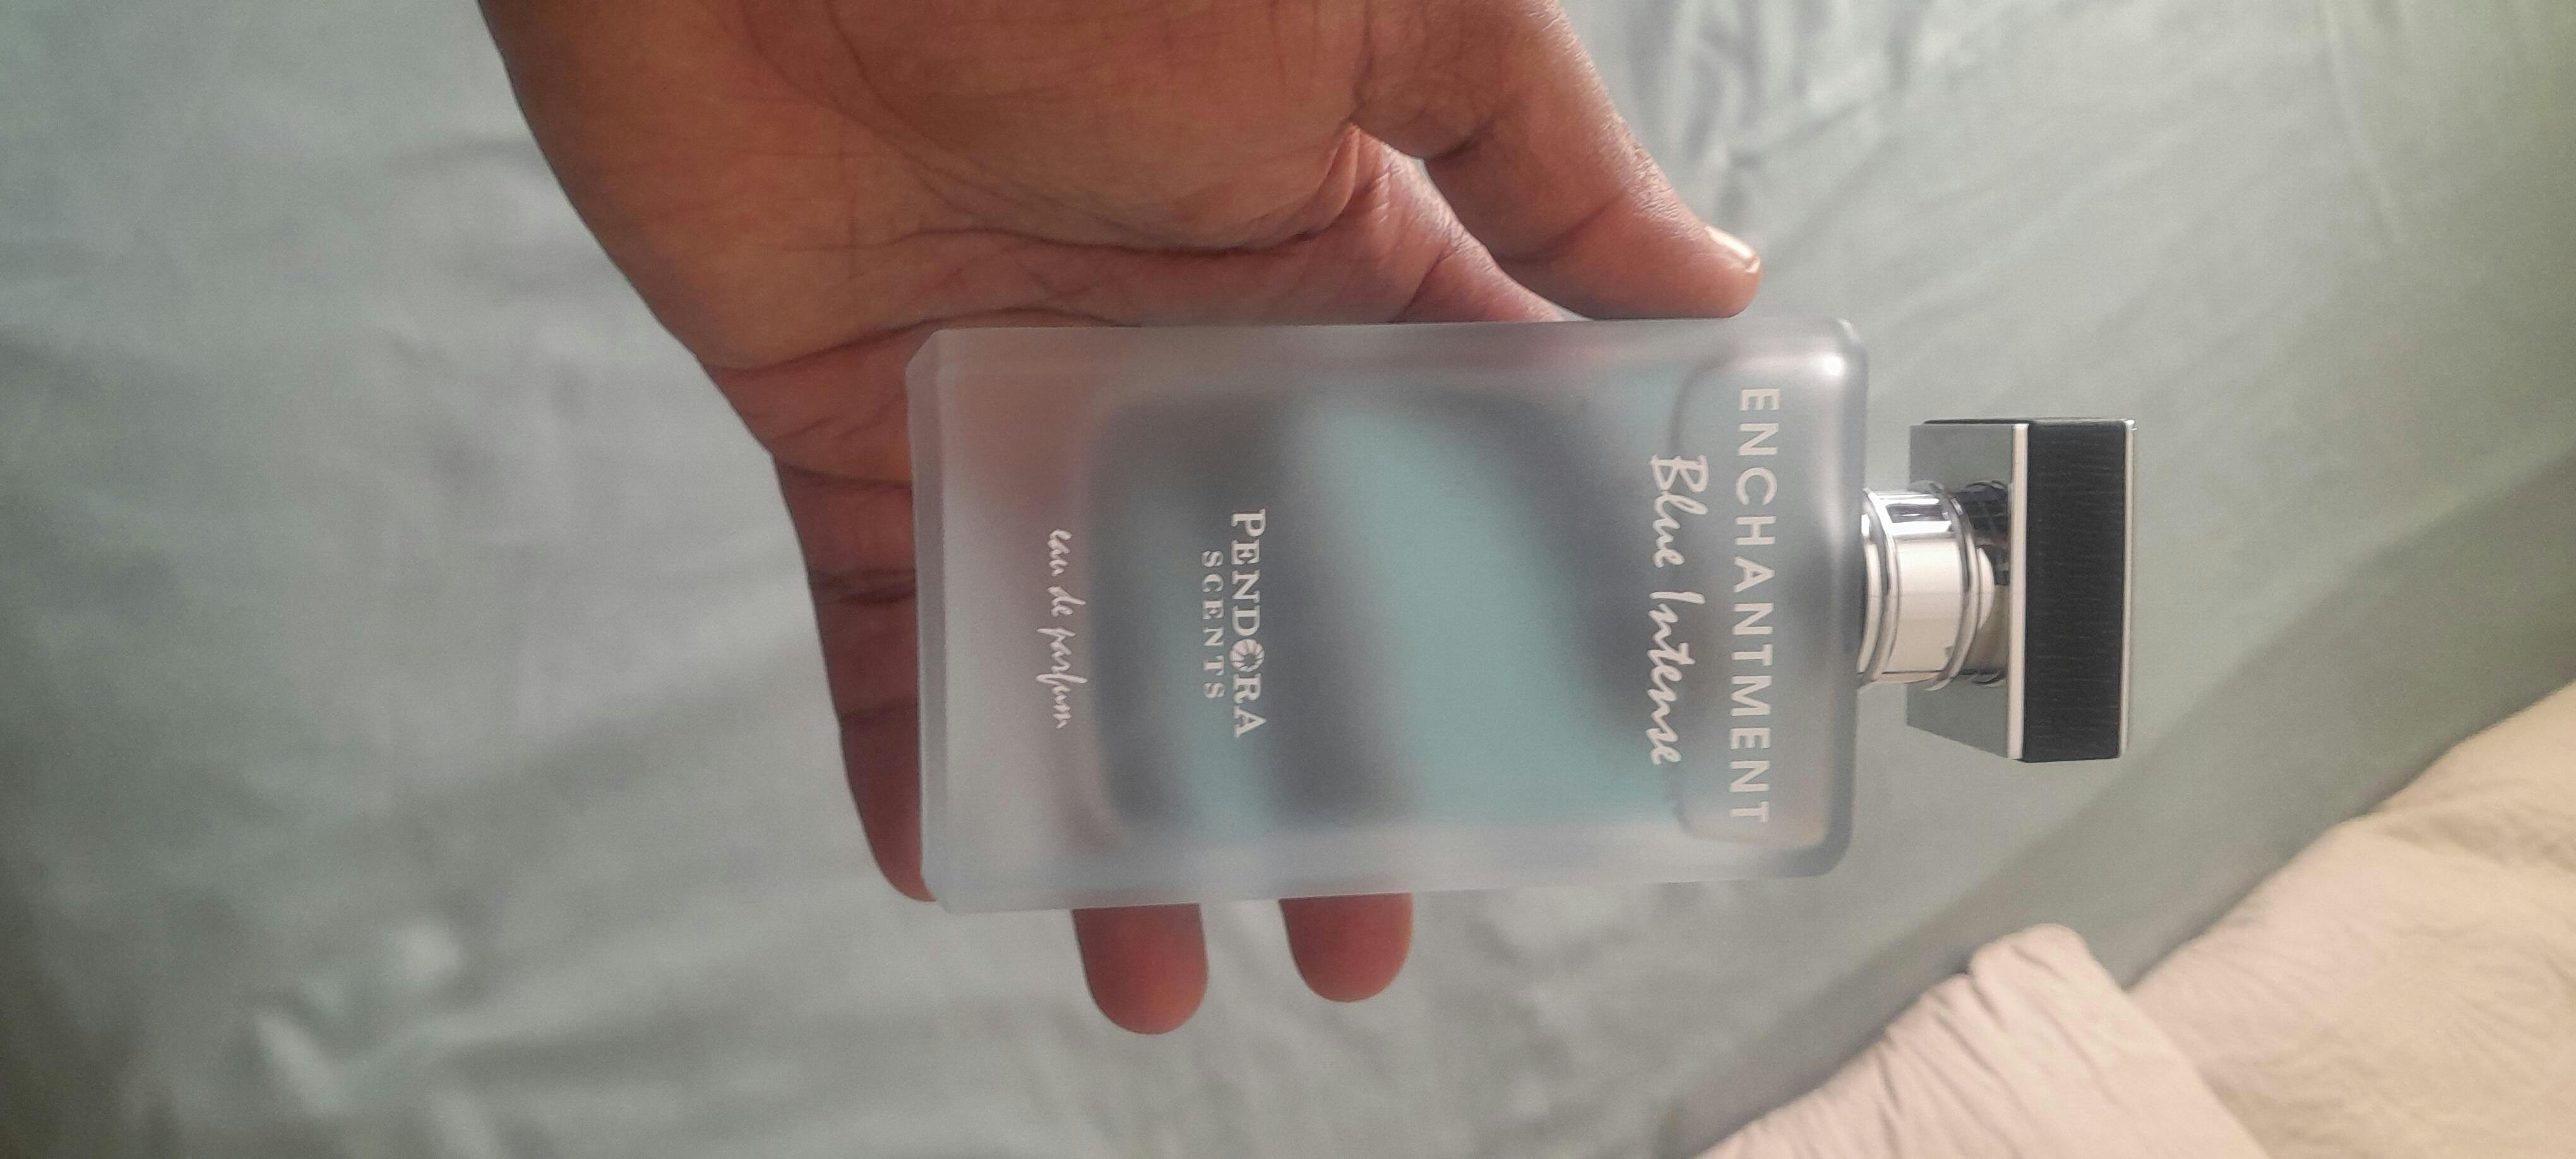 ENCHANTMENT
Blue Intense
PENDORA
SCENTS
eau de parfum